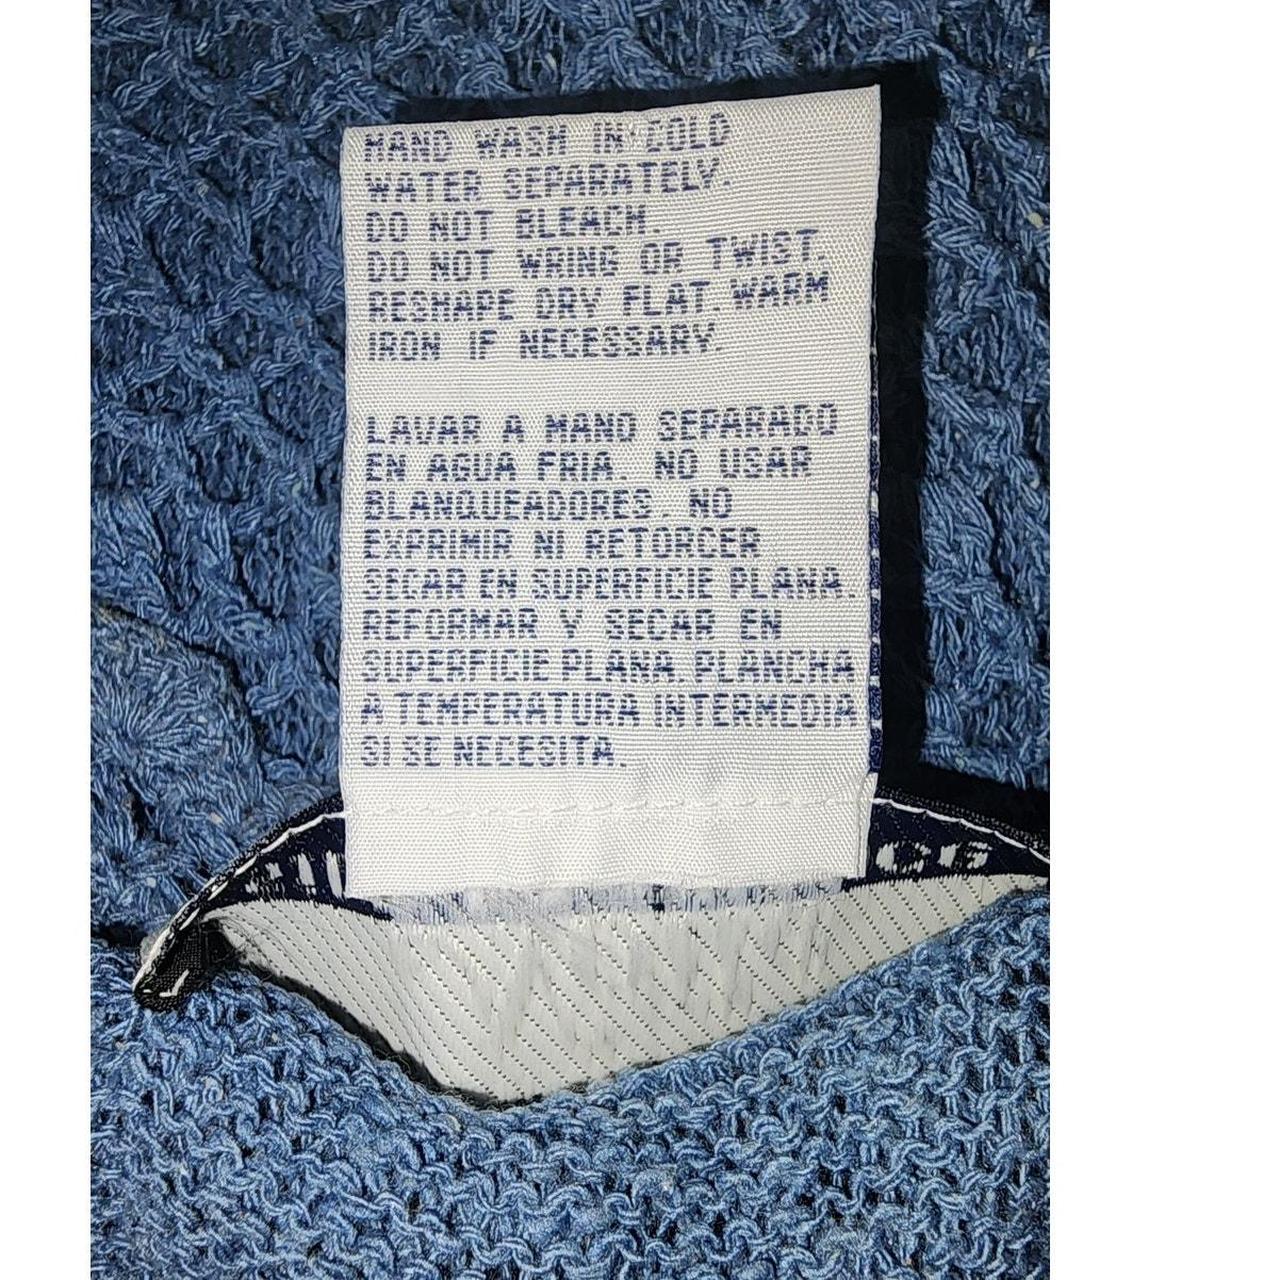 HAND WASH IN COLD
WATER SEPARATELY.
DO NOT BLEACH.
DO NOT WRING OR TWIST.
RESHAPE DRY FLAT. WARM
IRON IF NECESSARY.
LAVAR A MANO SEPARADO
EN AGUA FRIA. NO USAR
BLANQUEADORES. NO
EXPRIMIR NI RETORCER
SECAR EN SUPERFICIE PLANA.
REFORMAR Y SECAR EN
SUPERFICIE PLANA. PLANCHA
A TEMPERATURA INTERMEDIA
SI SE NECESITA.